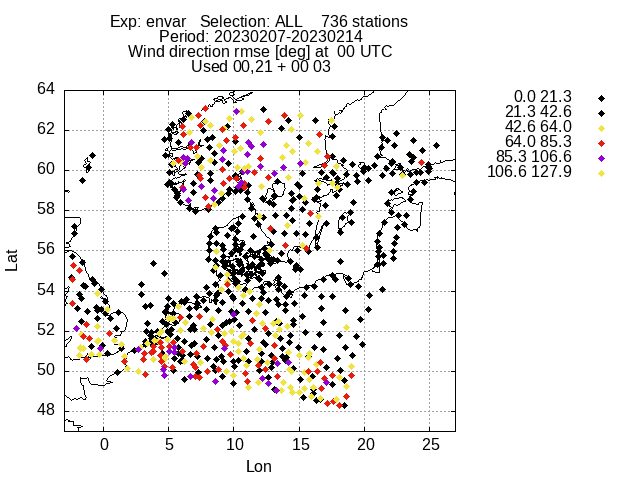 Exp: envar Selection: ALL 736 stations
Period: 20230207-20230214
Wind direction rmse [deg] at 00 UTC
Used 00,21 + 00 03
0.0 21.3
21.3 42.6
42.6 64.0
64.0 85.3
85.3 106.6
106.6 127.9
64
62
60
58
56
54
52
50
48
Lat
0 5 10 15 20 25
Lon